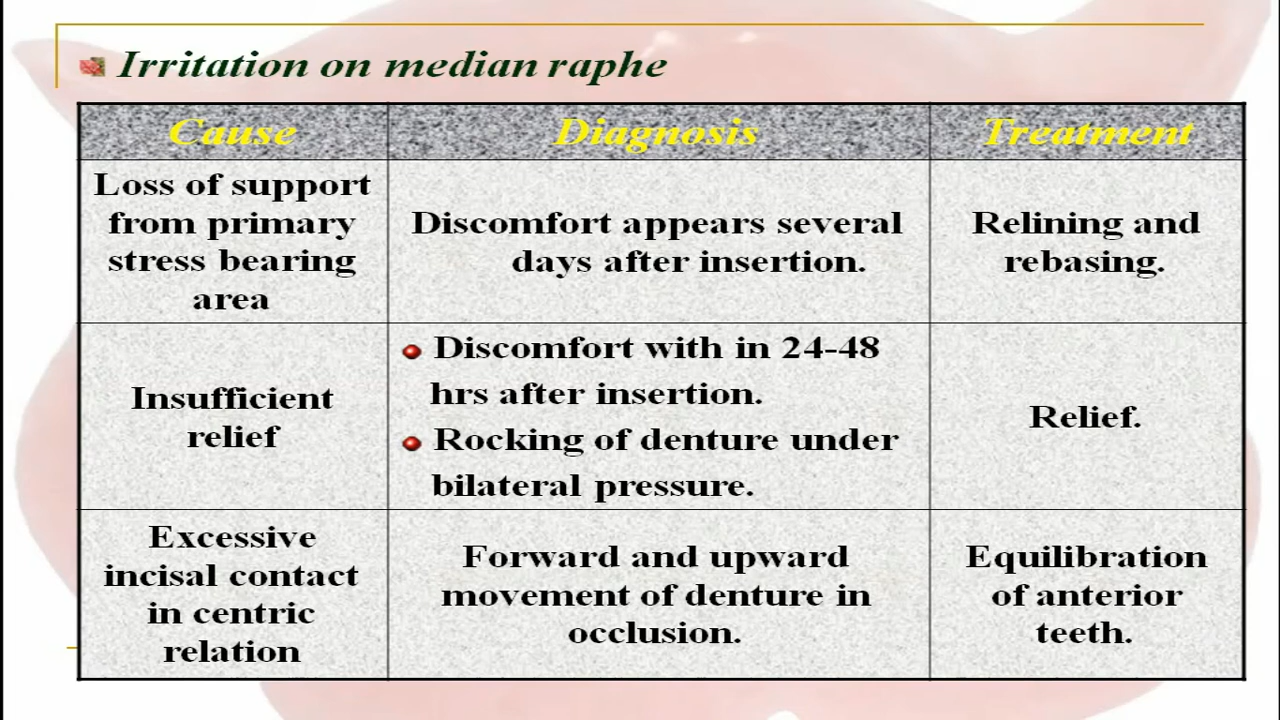 Irritation on median raphe
Cause
Diagnosis
Treatment
Loss of support
from primary
stress bearing
area
Discomfort appears several
days after insertion.
Relining and
rebasing.
Insufficient
relief
Discomfort with in 24-48
hrs after insertion.
Rocking of denture under
bilateral pressure.
Relief.
Excessive
incisal contact
in centric
relation
Forward and upward
movement of denture in
occlusion.
Equilibration
of anterior
teeth.